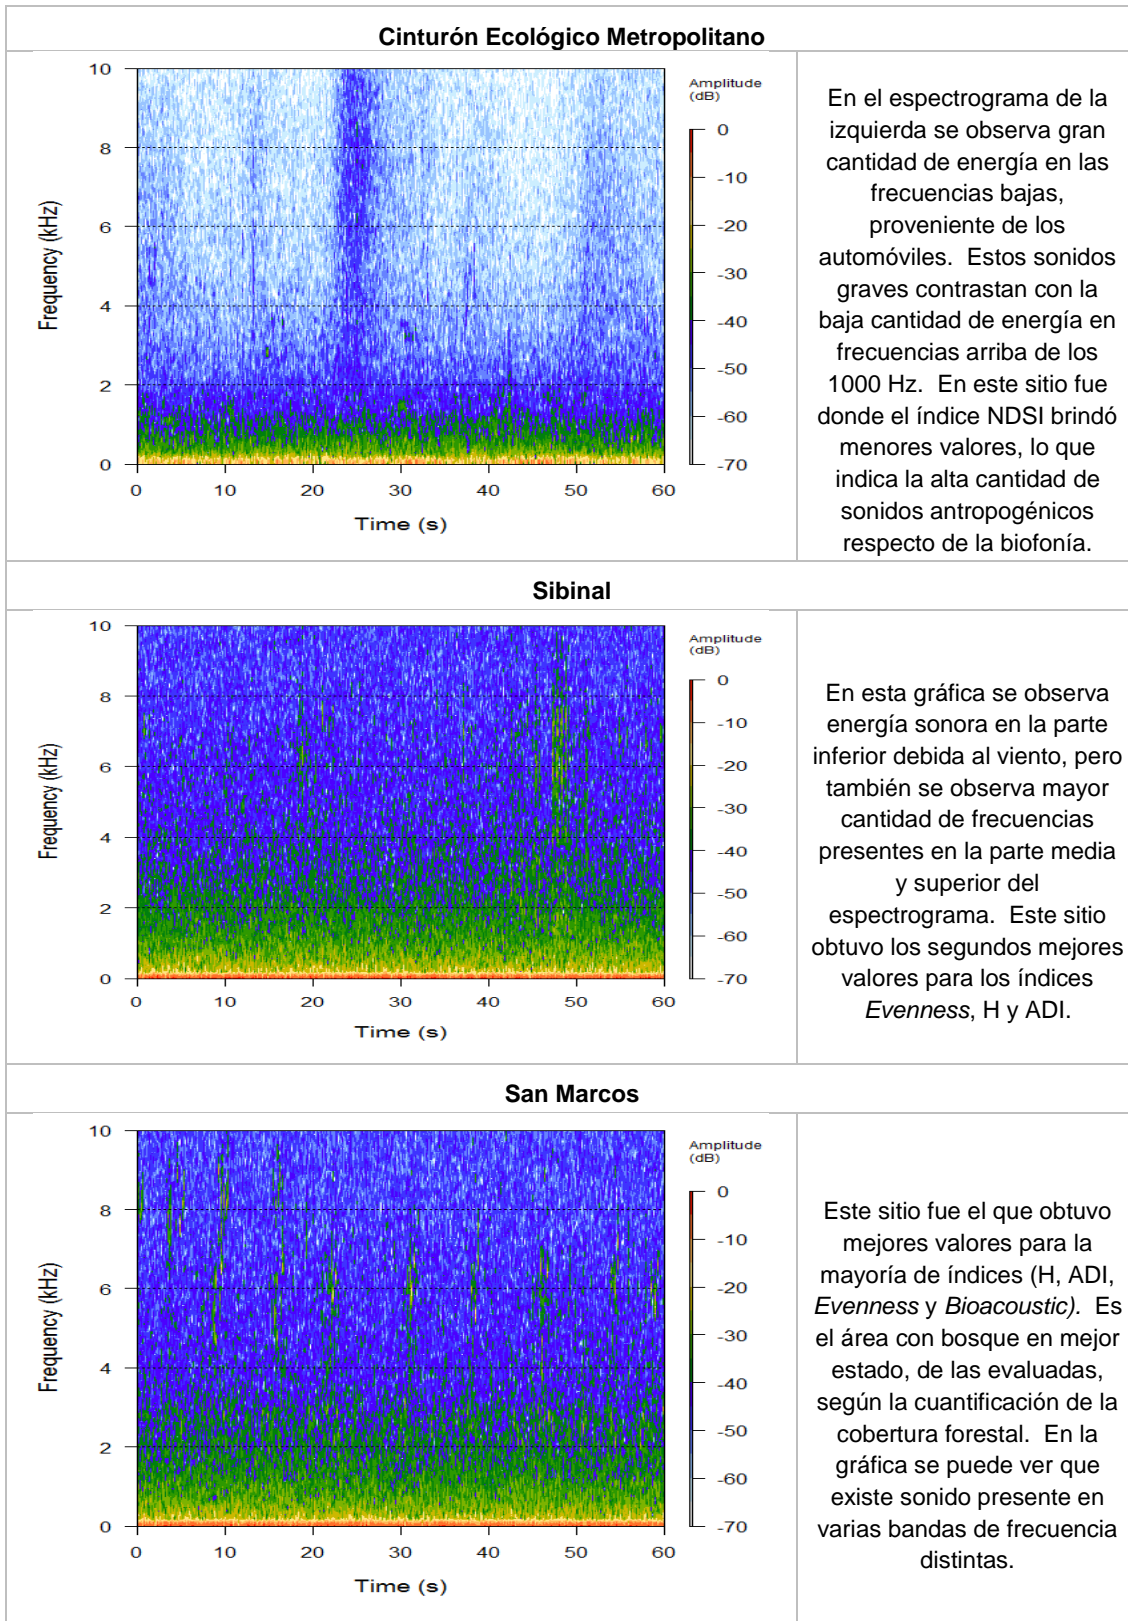 Cinturón Ecológico Metropolitano
10
8
6
4
2
0
Frequency (kHz)
0 10 20 30 40 50 60
Time (s)
Amplitude
(dB)
0
-10
-20
-30
-40
-50
-60
-70
En el espectrograma de la
izquierda se observa gran
cantidad de energía en las
frecuencias bajas,
proveniente de los
automóviles. Estos sonidos
graves contrastan con la
baja cantidad de energía en
frecuencias arriba de los
1000 Hz. En este sitio fue
donde el índice NDSI brindó
menores valores, lo que
indica la alta cantidad de
sonidos antropogénicos
respecto de la biofonía.
Sibinal
10
8
6
4
2
0
Frequency (kHz)
0 10 20 30 40 50 60
Time (s)
Amplitude
(dB)
0
-10
-20
-30
-40
-50
-60
-70
En esta gráfica se observa
energía sonora en la parte
inferior debida al viento, pero
también se observa mayor
cantidad de frecuencias
presentes en la parte media
y superior del
espectrograma. Este sitio
obtuvo los segundos mejores
valores para los índices
Evenness, H y ADI.
San Marcos
10
8
6
4
2
0
Frequency (kHz)
0 10 20 30 40 50 60
Time (s)
Amplitude
(dB)
0
-10
-20
-30
-40
-50
-60
-70
Este sitio fue el que obtuvo
mejores valores para la
mayoría de índices (H, ADI,
Evenness y Bioacoustic). Es
el área con bosque en mejor
estado, de las evaluadas,
según la cuantificación de la
cobertura forestal. En la
gráfica se puede ver que
existe sonido presente en
varias bandas de frecuencia
distintas.